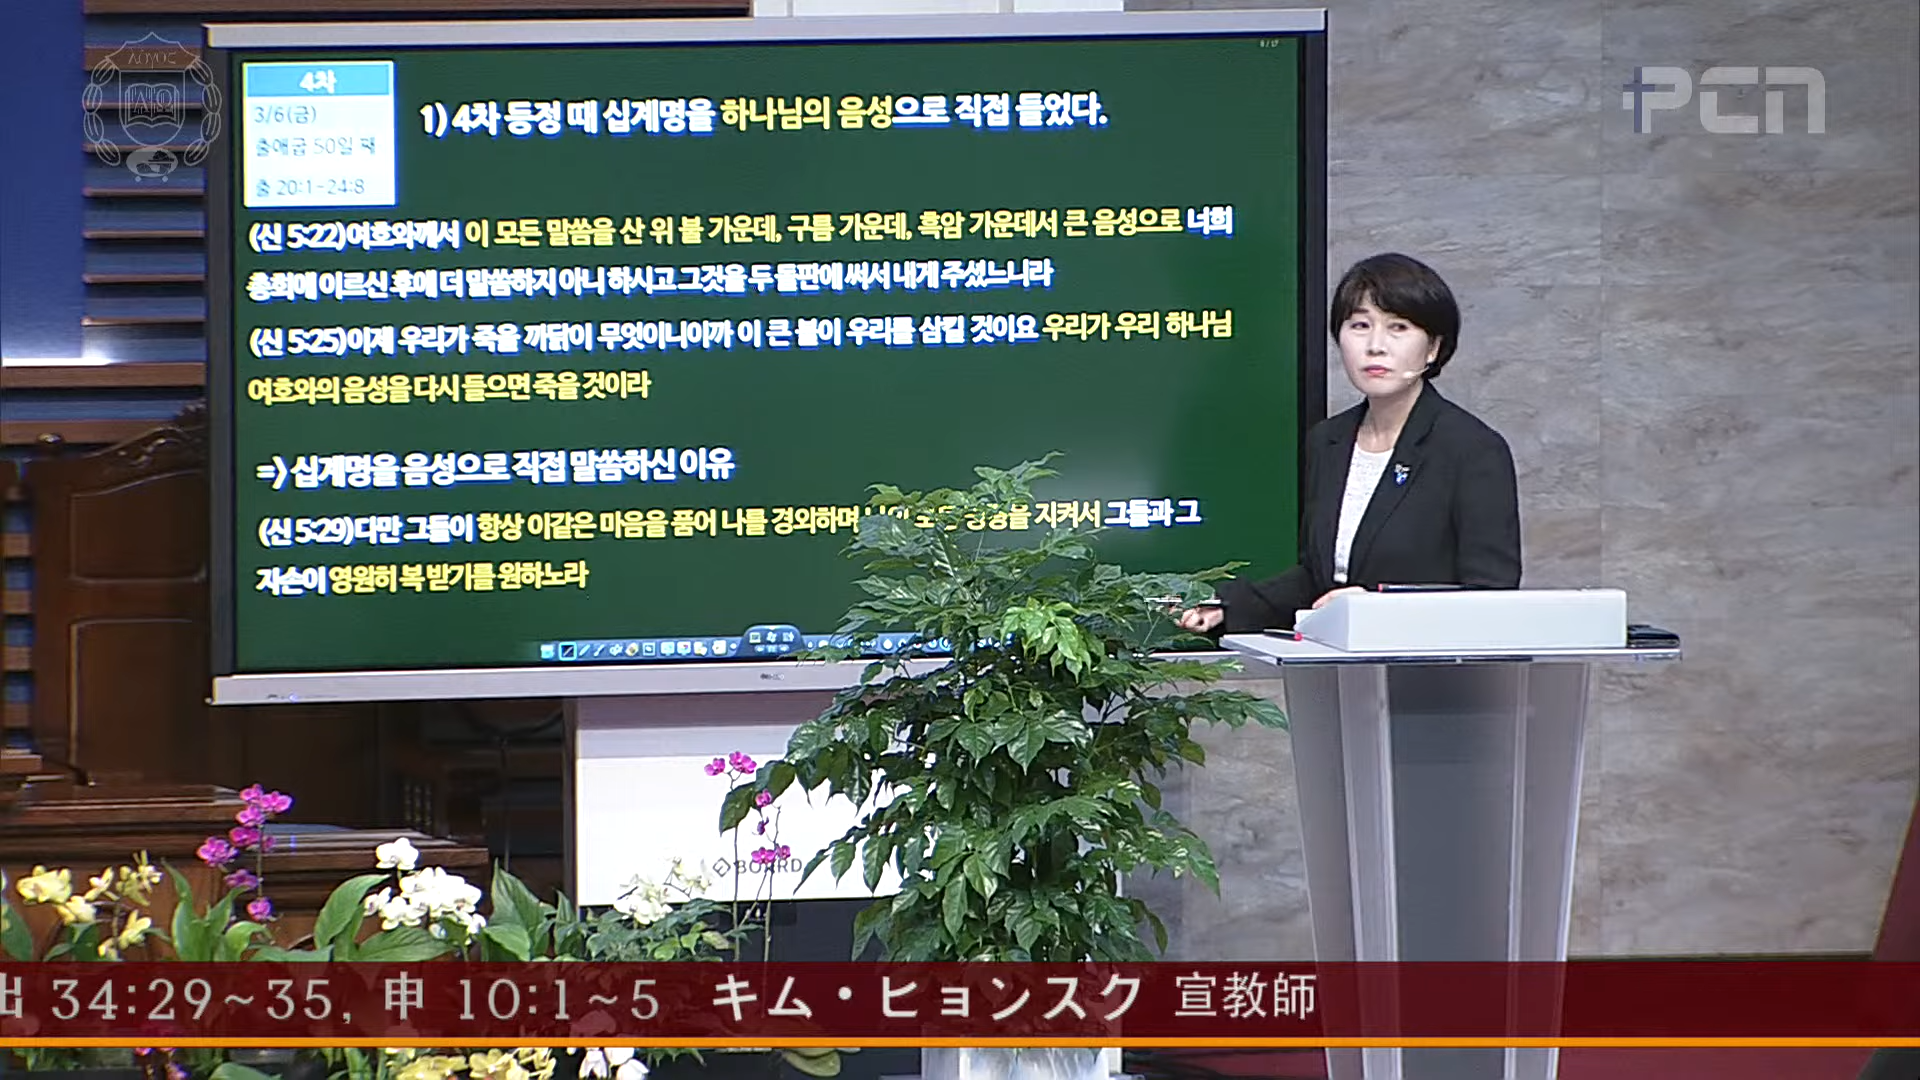 ΛΟΓΟΣ
ΑΩ
PCN
4차
3/6(금)
출애굽 50일 째
출 20:1-24:8
1) 4차 등정 때 십계명을 하나님의 음성으로 직접 들었다.
(신 5:22)여호와께서 이 모든 말씀을 산 위 불 가운데, 구름 가운데, 흑암 가운데서 큰 음성으로 너희
총회에 이르신 후에 더 말씀하지 아니 하시고 그것을 두 돌판에 써서 내게 주셨느니라
(신 5:25)이제 우리가 죽을 까닭이 무엇이니이까 이 큰 불이 우리를 삼킬 것이요 우리가 우리 하나님
여호와의 음성을 다시 들으면 죽을 것이라
=) 십계명을 음성으로 직접 말씀하신 이유
(신 5:29)다만 그들이 항상 이같은 마음을 품어 나를 경외하며 지켜서 그들과 그
자손이 영원히 복 받기를 원하노라
BOARD
出 34:29~35, 申 10:1~5 キム・ヒョンスク 宣教師